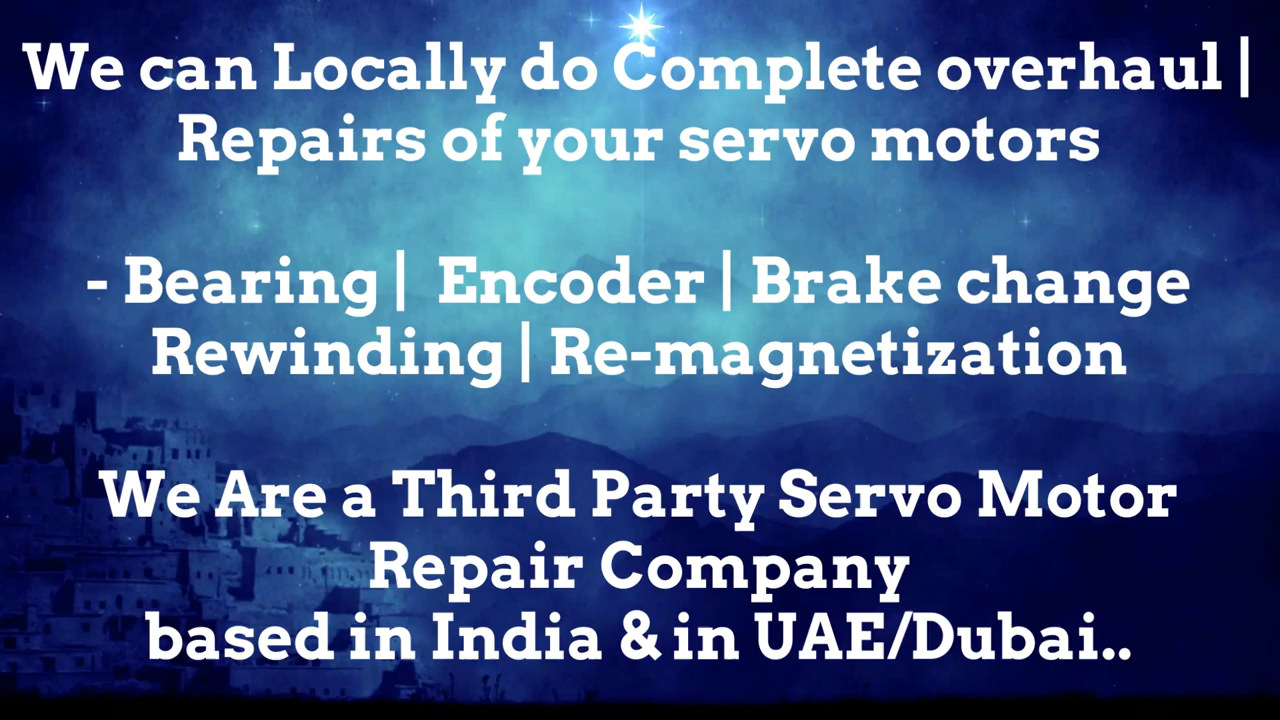 We can Locally do Complete overhaul |
Repairs of your servo motors
- Bearing | Encoder | Brake change
Rewinding | Re-magnetization
We Are a Third Party Servo Motor
Repair Company
based in India & in UAE/Dubai..